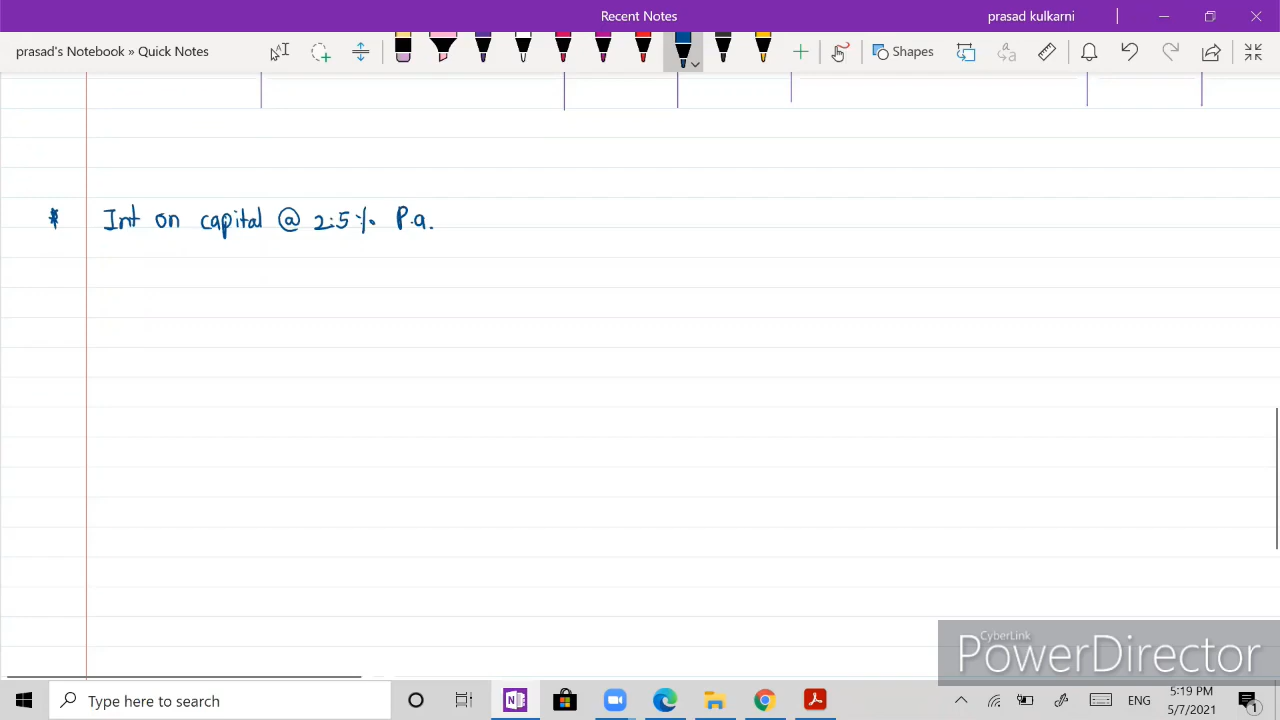 Recent Notes
prasad kulkarni
prasad's Notebook » Quick Notes
Shapes
* Int on capital @ 2.5% P.a.
CyberLink
PowerDirector
Type here to search
ENG
5:19 PM
5/7/2021
1